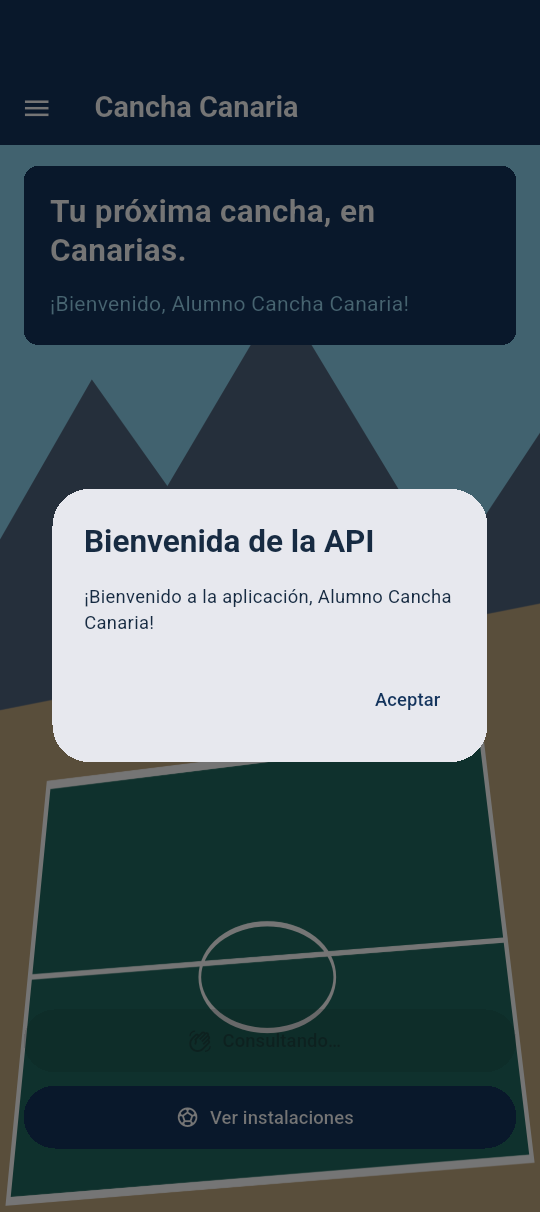 Cancha Canaria
Tu próxima cancha, en
Canarias.
¡Bienvenido, Alumno Cancha Canaria!
Bienvenida de la API
¡Bienvenido a la aplicación, Alumno Cancha
Canaria!
Aceptar
Consultando...
Ver instalaciones